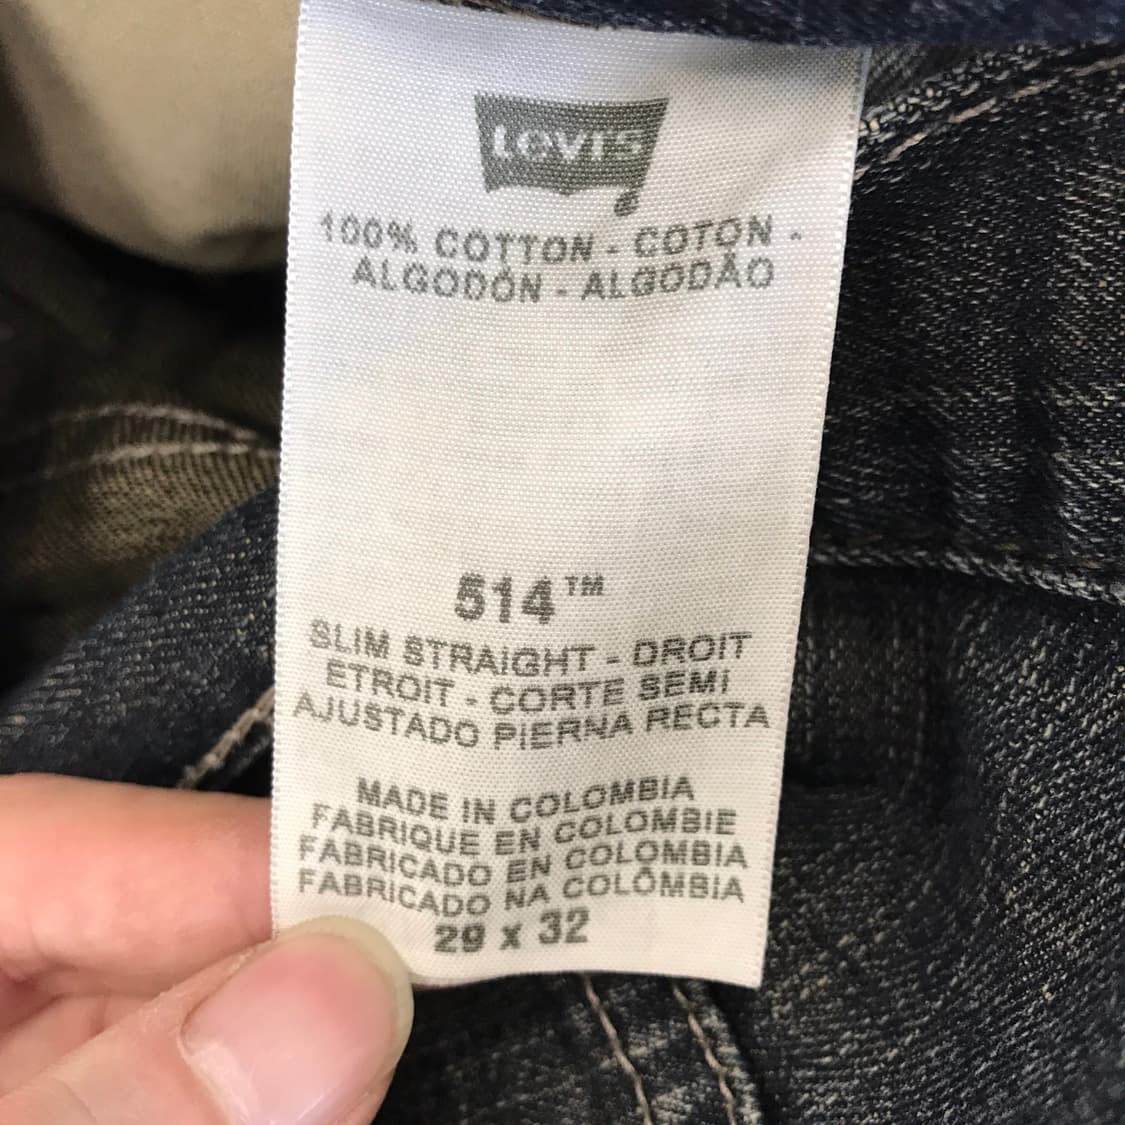 Levi's
100% COTTON - COTON -
ALGODÓN - ALGODÃO
514™
SLIM STRAIGHT - DROIT
ETROIT - CORTE SEMI
AJUSTADO PIERNA RECTA
MADE IN COLOMBIA
FABRIQUE EN COLOMBIE
FABRICADO EN COLOMBIA
FABRICADO NA COLÔMBIA
29 x 32